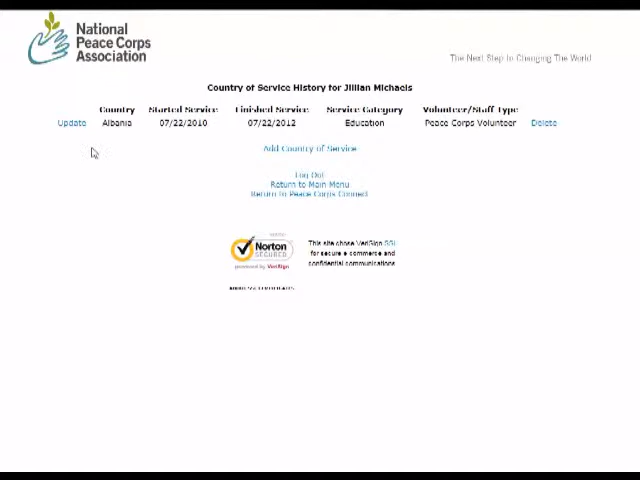 National
Peace Corps
Association
The Next Step In Changing The World
Country of Service History for Jillian Michaels
Country Started Service Finished Service Service Category Volunteer/Staff Type
Update Albania 07/22/2010 07/22/2012 Education Peace Corps Volunteer Delete
Add Country of Service
Log Out
Return to Main Menu
Return to Peace Corps Connect
Norton
SECURED
powered by VeriSign
This site chose VeriSign SSL
for secure e-commerce and
confidential communications